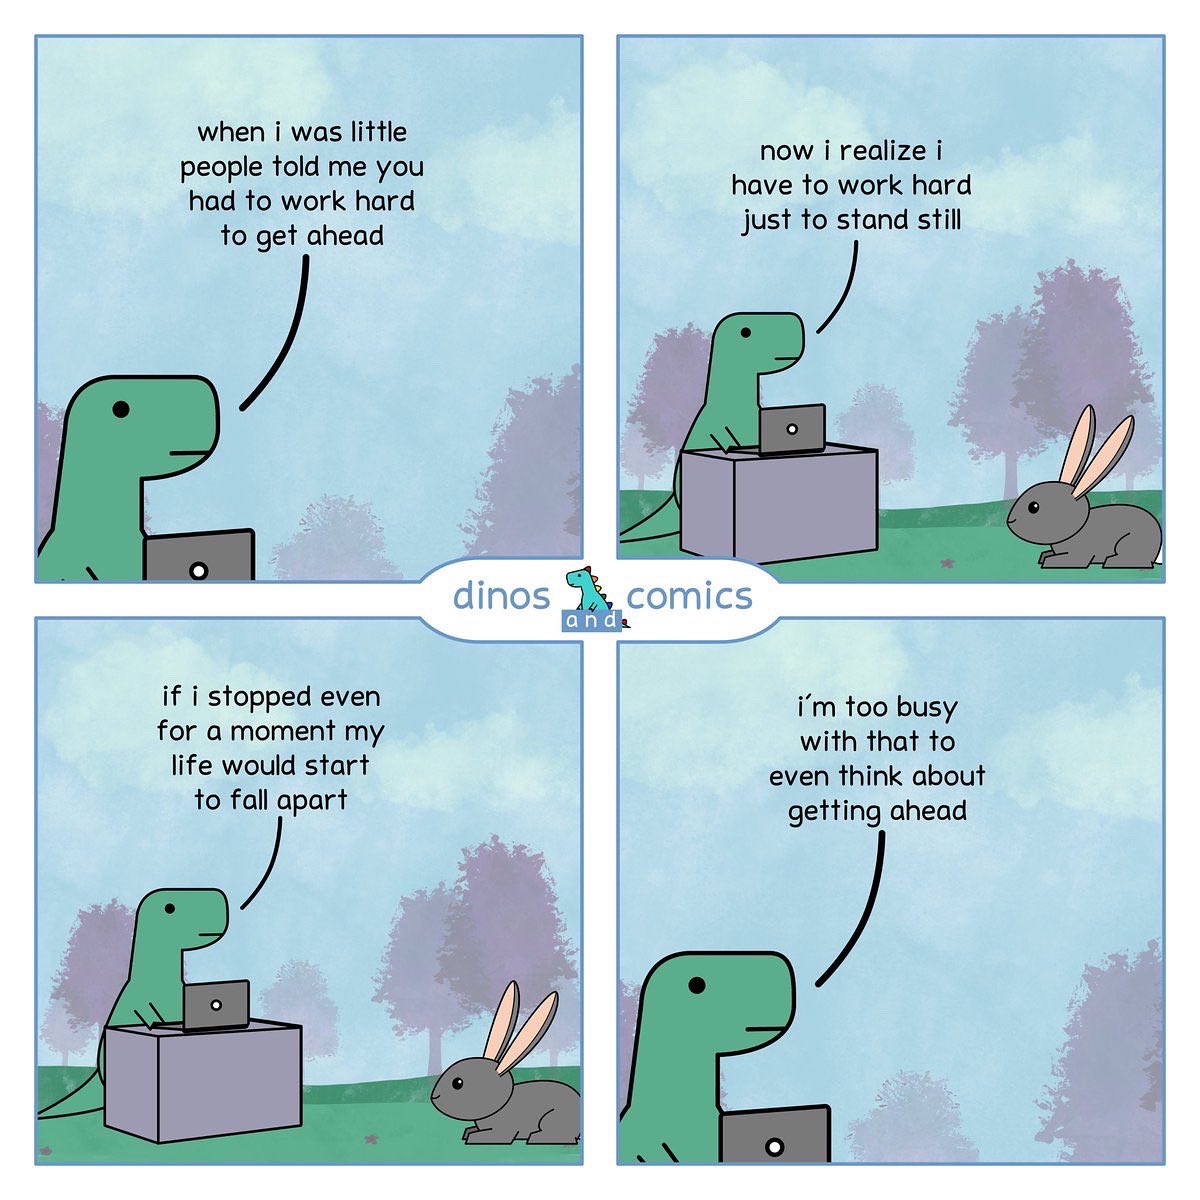 when i was little
people told me you
had to work hard
to get ahead
now i realize i
have to work hard
just to stand still
dinos and comics
if i stopped even
for a moment my
life would start
to fall apart
i´m too busy
with that to
even think about
getting ahead